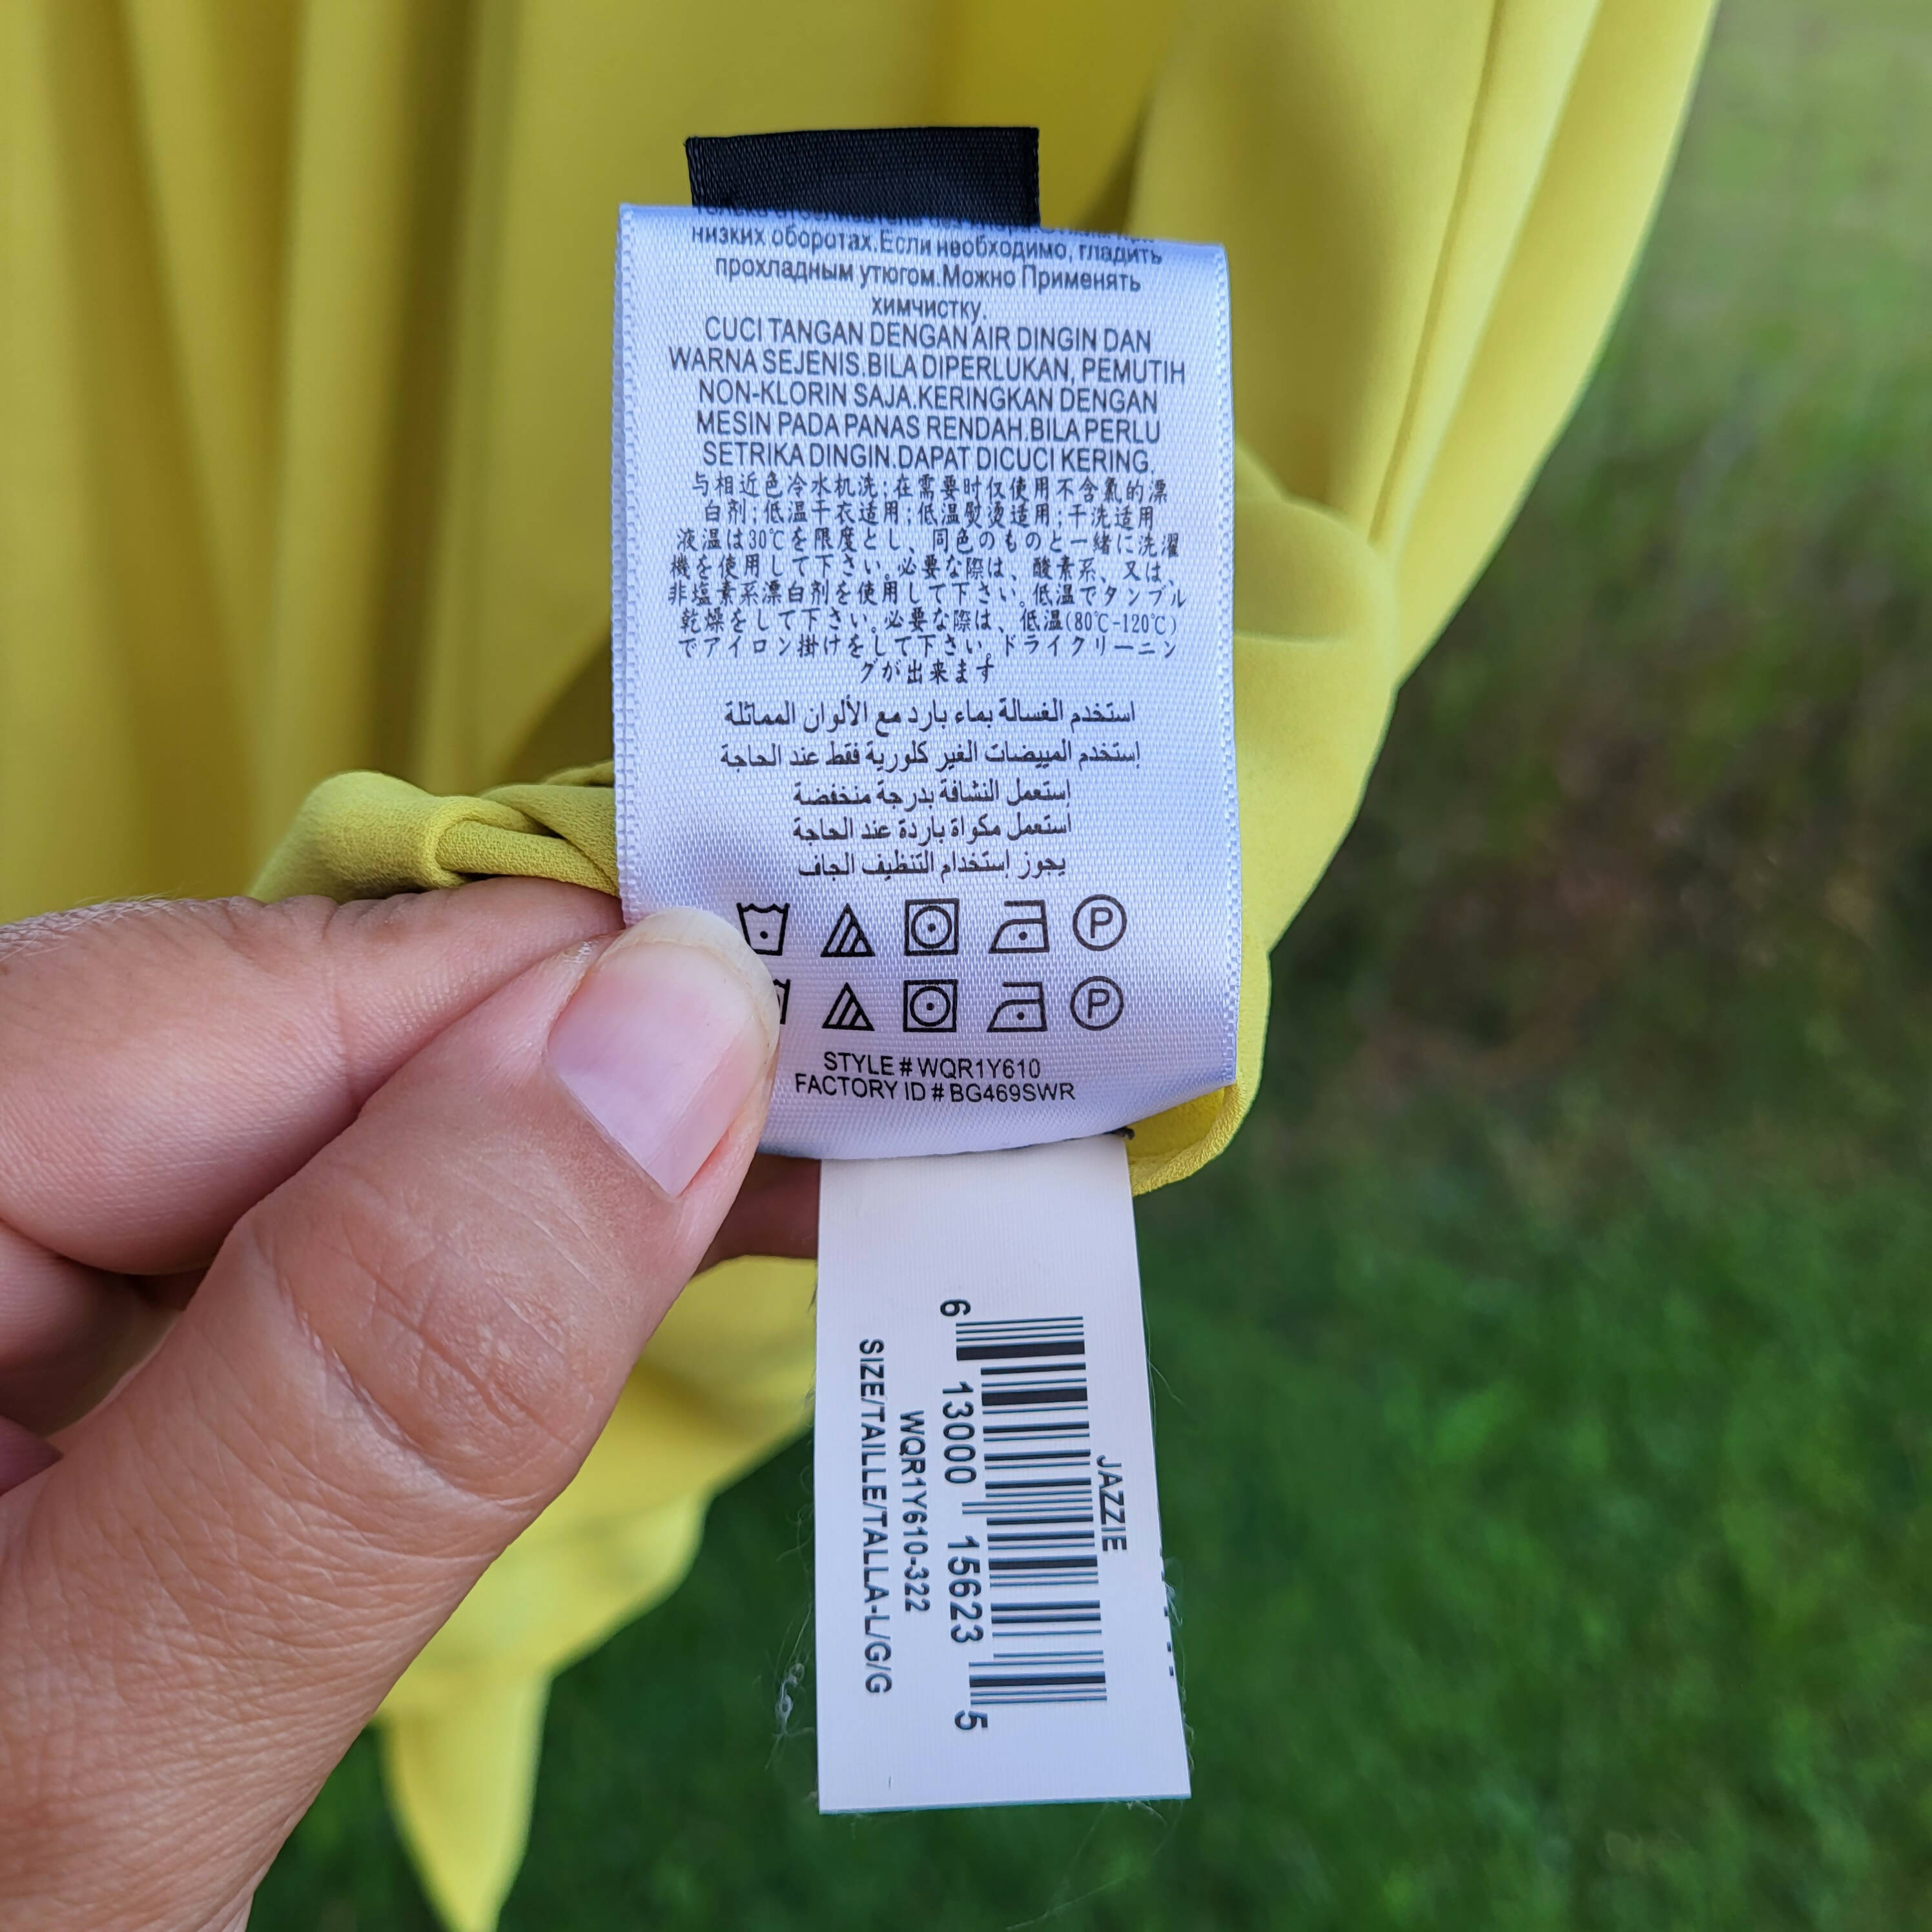 низких оборотах.Если необходимо, гладить
прохладным утюгом.Можно Применять
химчистку.
CUCI TANGAN DENGAN AIR DINGIN DAN
WARNA SEJENIS.BILA DIPERLUKAN, PEMUTIH
NON-KLORIN SAJA.KERINGKAN DENGAN
MESIN PADA PANAS RENDAH.BILA PERLU
SETRIKA DINGIN.DAPAT DICUCI KERING.
与相近色冷水机洗;在需要时仅使用不含氯的漂
白剂;低温干衣适用;低温熨烫适用;干洗适用
液温は30℃を限度とし、同色のものと一緒に洗濯
機を使用して下さい。必要な際は、酸素系、又は、
非塩素系漂白剤を使用して下さい。低温でタンブル
乾燥をして下さい。必要な際は、低温(80℃-120℃)
でアイロン掛けをして下さい。ドライクリーニン
グが出来ます
استخدم الغسالة بماء بارد مع الألوان المماثلة
إستخدم المبيضات الغير كلورية فقط عند الحاجة
إستعمل النشافة بدرجة منخفضة
استعمل مكواة باردة عند الحاجة
يجوز إستخدام التنظيف الجاف
P
P
STYLE # WQR1Y610
FACTORY ID # BG469SWR
JAZZIE
6 13000 15623 5
WQR1Y610-322
SIZE/TAILLE/TALLA-L/G/G